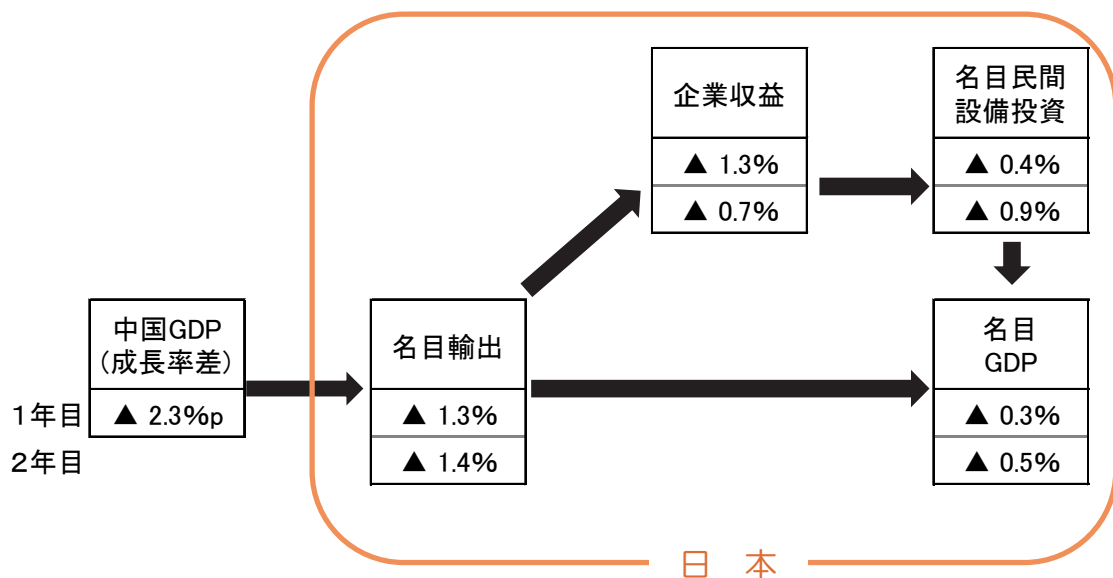 企業収益
▲ 1.3%
▲ 0.7%
名目民間
設備投資
▲ 0.4%
▲ 0.9%
中国GDP
（成長率差）
▲ 2.3%p
名目輸出
▲ 1.3%
▲ 1.4%
名目
GDP
▲ 0.3%
▲ 0.5%
１年目
２年目
日 本